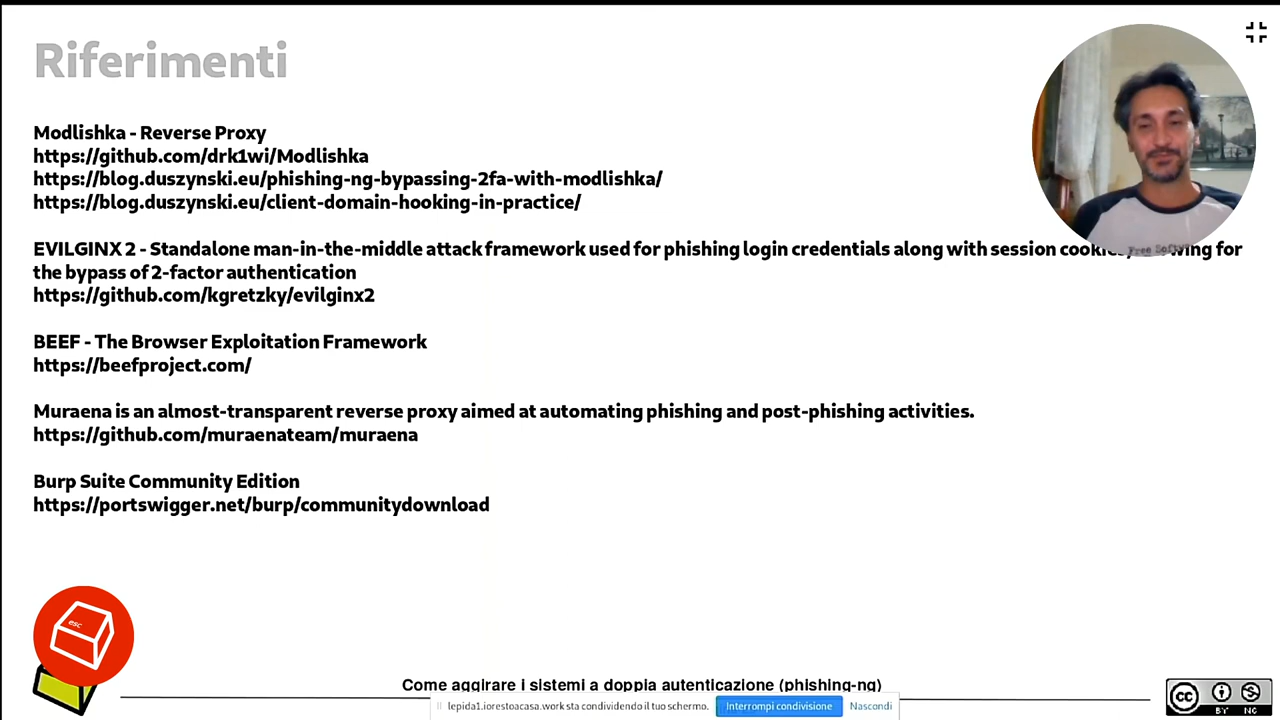 Riferimenti
Modlishka - Reverse Proxy
https://github.com/drk1wi/Modlishka
https://blog.duszynski.eu/phishing-ng-bypassing-2fa-with-modlishka/
https://blog.duszynski.eu/client-domain-hooking-in-practice/
EVILGINX 2 - Standalone man-in-the-middle attack framework used for phishing login credentials along with session for
the bypass of 2-factor authentication
https://github.com/kgretzky/evilginx2
BEEF - The Browser Exploitation Framework
https://beefproject.com/
Muraena is an almost-transparent reverse proxy aimed at automating phishing and post-phishing activities.
https://github.com/muraenateam/muraena
Burp Suite Community Edition
https://portswigger.net/burp/communitydownload
esc
Come aggirare i sistemi a doppia autenticazione (phishing-ng)
lepida1.iorestoacasa.work sta condividendo il tuo schermo. Interrompi condivisione Nascondi
cc
BY NC